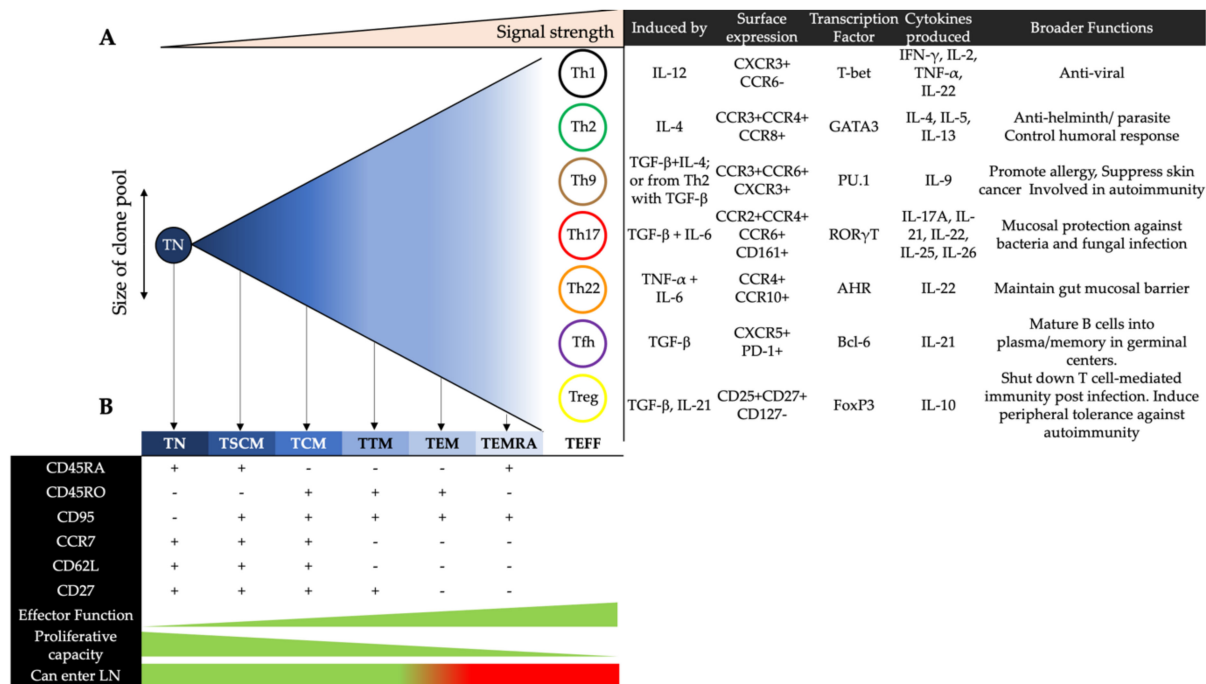 A
Signal strength
Induced by
Surface
expression
Transcription
Factor
Cytokines
produced
Broader Functions
Size of clone pool
TN
Th1
IL-12
CXCR3+
CCR6-
T-bet
IFN-γ, IL-2,
TNF-α,
IL-22
Anti-viral
Th2
IL-4
CCR3+CCR4+
CCR8+
GATA3
IL-4, IL-5,
IL-13
Anti-helminth/ parasite
Control humoral response
Th9
TGF-β+IL-4;
or from Th2
with TGF-β
CCR3+CCR6+
CXCR3+
PU.1
IL-9
Promote allergy, Suppress skin
cancer  Involved in autoimmunity
Th17
TGF-β + IL-6
CCR2+CCR4+
CCR6+
CD161+
RORγT
IL-17A, IL-
21, IL-22,
IL-25, IL-26
Mucosal protection against
bacteria and fungal infection
Th22
TNF-α +
IL-6
CCR4+
CCR10+
AHR
IL-22
Maintain gut mucosal barrier
Tfh
TGF-β
CXCR5+
PD-1+
Bcl-6
IL-21
Mature B cells into
plasma/memory in germinal
centers.
Treg
TGF-β, IL-21
CD25+CD27+
CD127-
FoxP3
IL-10
Shut down T cell-mediated
immunity post infection. Induce
peripheral tolerance against
autoimmunity
B
TN TSCM TCM TTM TEM TEMRA TEFF
CD45RA + + - - - +
CD45RO - - + + + -
CD95 - + + + + +
CCR7 + + + - - -
CD62L + + + - - -
CD27 + + + + - -
Effector Function
Proliferative
capacity
Can enter LN